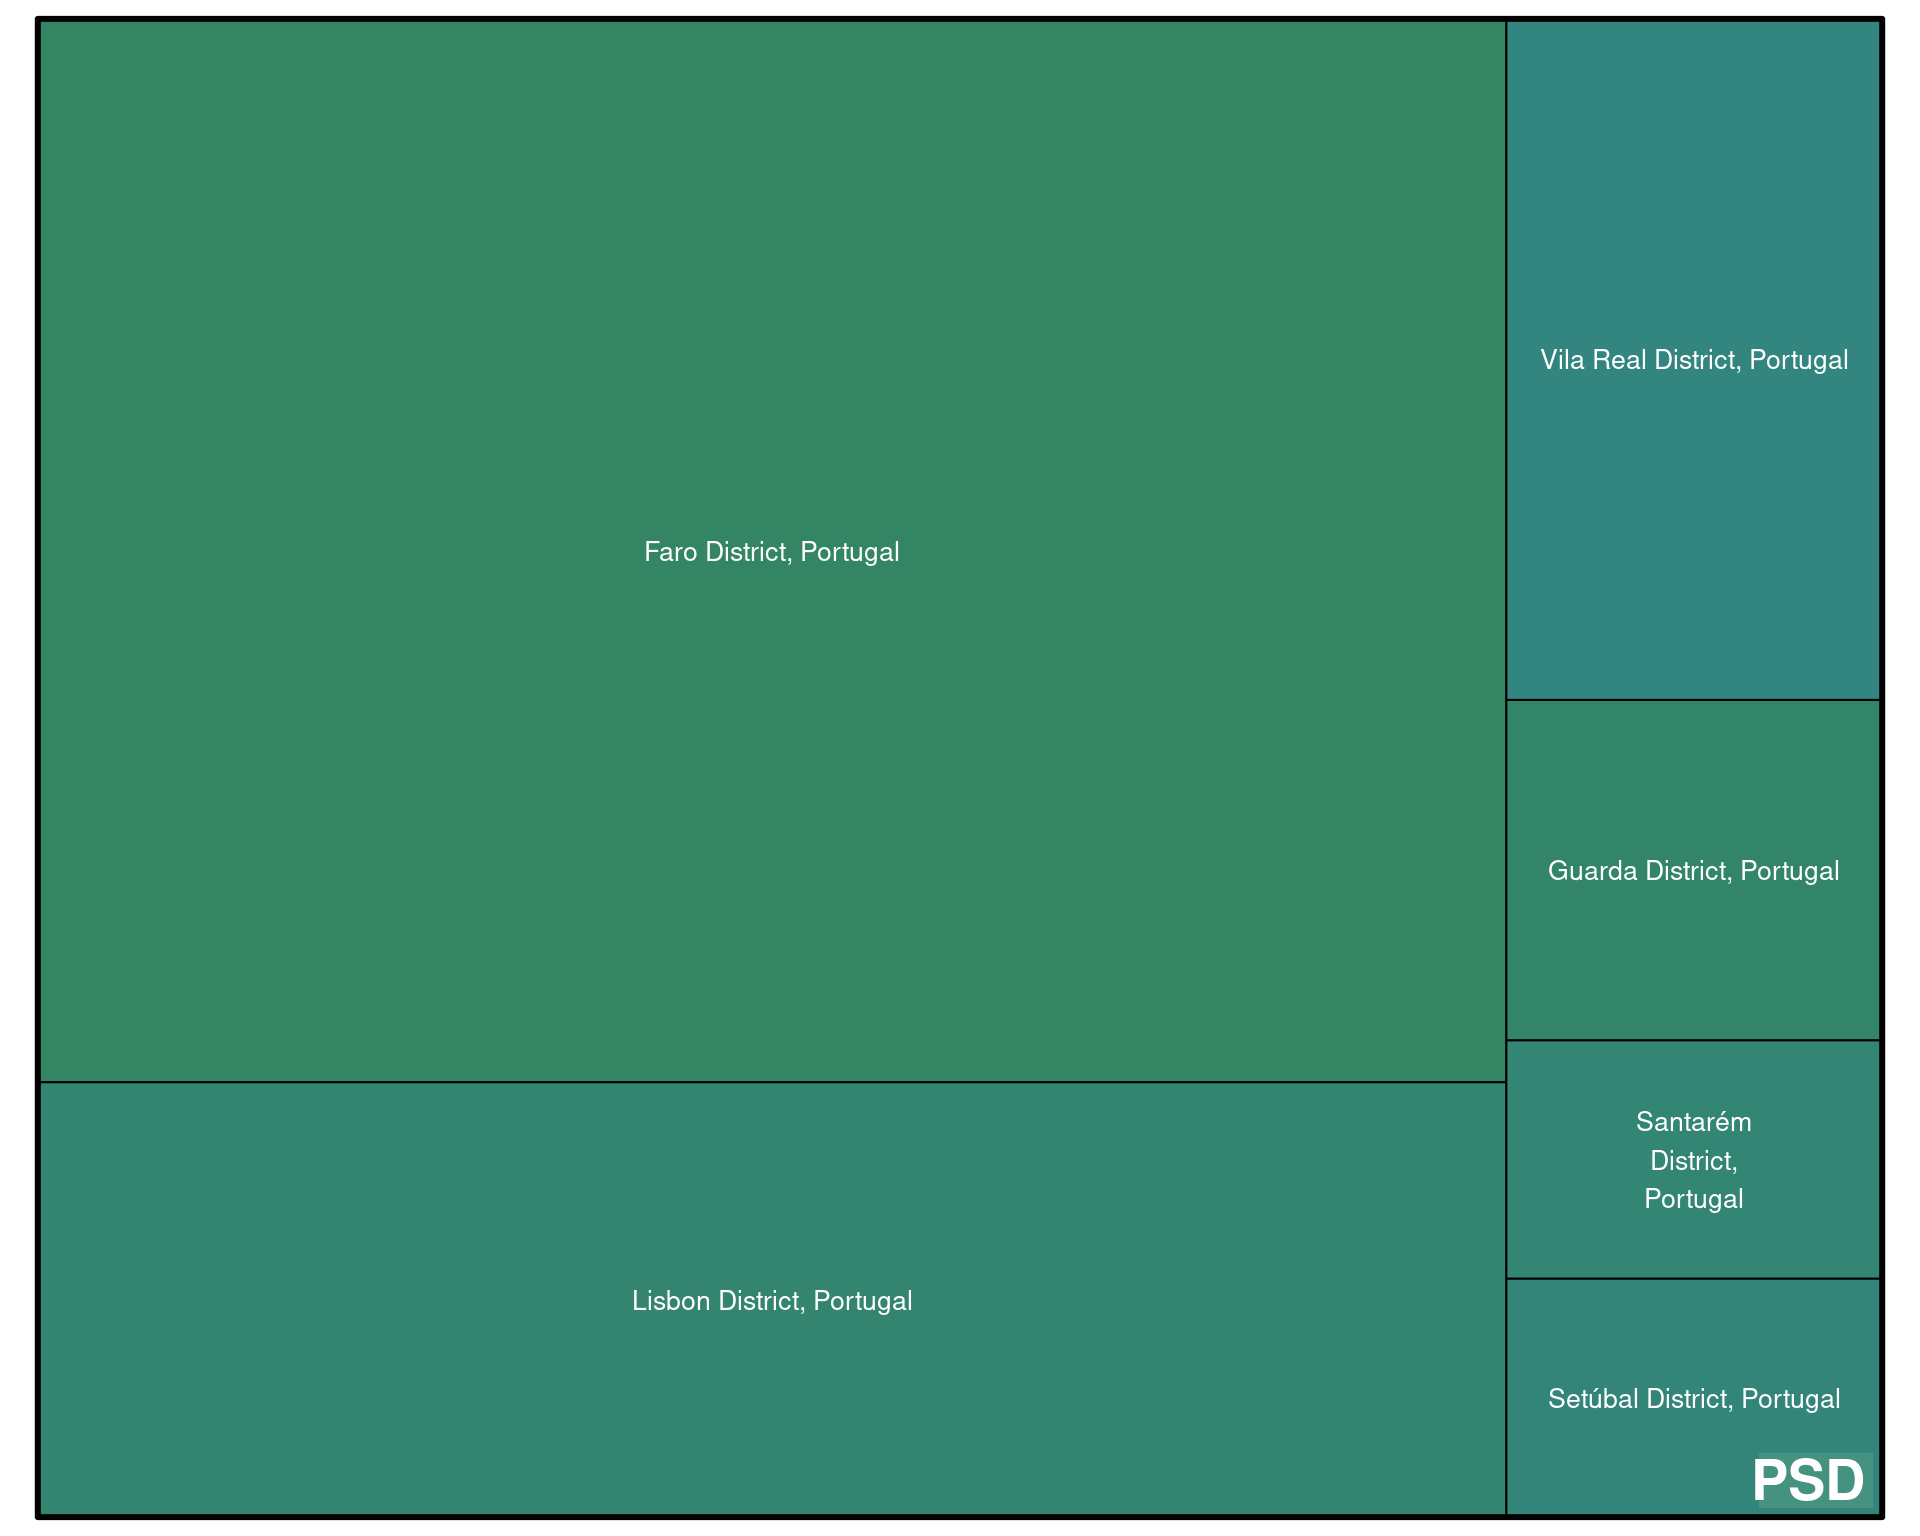 Faro District, Portugal
Lisbon District, Portugal
Vila Real District, Portugal
Guarda District, Portugal
Santarém
District,
Portugal
Setúbal District, Portugal
PSD